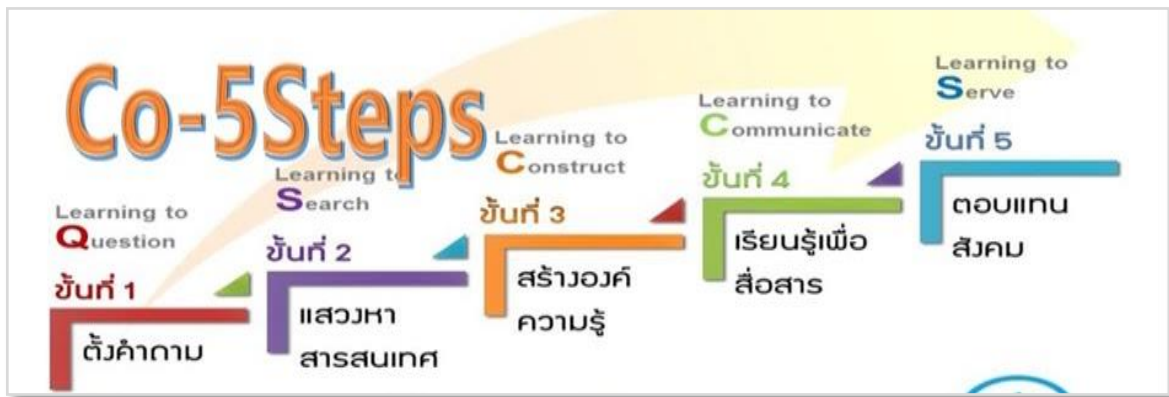 Co-5Steps
Learning to
Question
ขั้นที่ 1
ตั้งคำถาม
Learning to
Search
ขั้นที่ 2
แสวงหา
สารสนเทศ
Learning to
Construct
ขั้นที่ 3
สร้างองค์
ความรู้
Learning to
Communicate
ขั้นที่ 4
เรียนรู้เพื่อ
สื่อสาร
Learning to
Serve
ขั้นที่ 5
ตอบแทน
สังคม